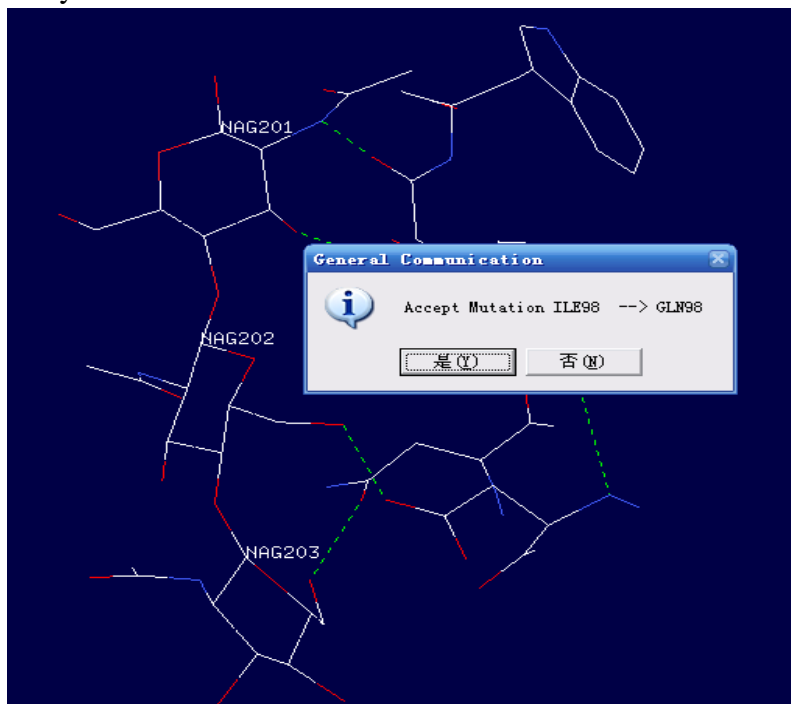 NAG201
General Communication
Accept Mutation ILE98 --> GLN98
是(Y)
否(N)
NAG202
NAG203